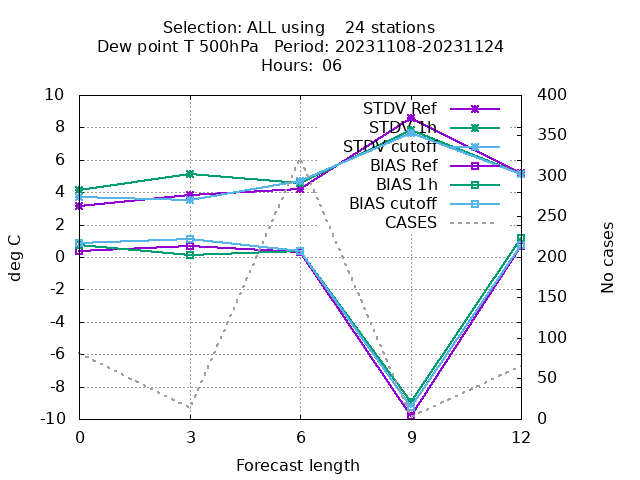 Selection: ALL using    24 stations
Dew point T 500hPa   Period: 20231108-20231124
Hours: 06
10
8
6
4
2
0
-2
-4
-6
-8
-10
deg C
400
350
300
250
200
150
100
50
0
No cases
STDV Ref
STDV 1h
STDV cutoff
BIAS Ref
BIAS 1h
BIAS cutoff
CASES
0 3 6 9 12
Forecast length